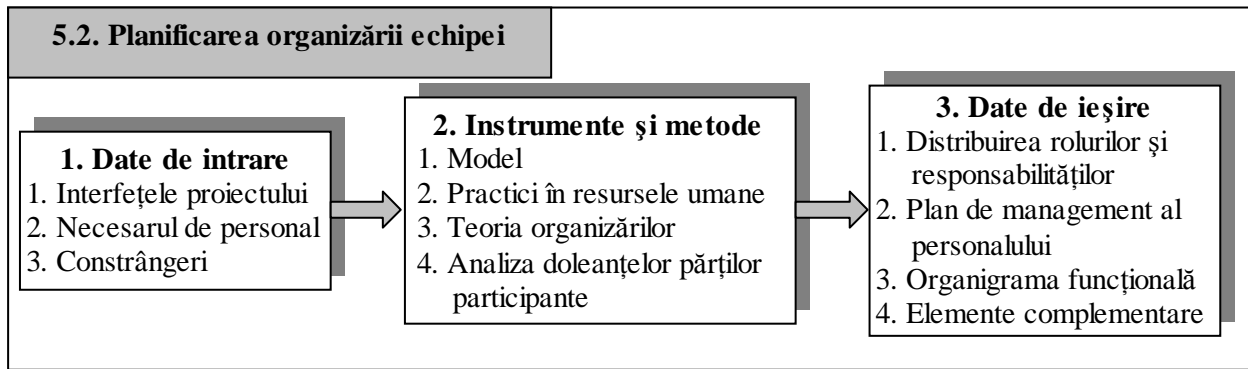 5.2. Planificarea organizării echipei
1. Date de intrare
1. Interfeţele proiectului
2. Necesarul de personal
3. Constrângeri
2. Instrumente şi metode
1. Model
2. Practici în resursele umane
3. Teoria organizărilor
4. Analiza doleanţelor părţilor
participante
3. Date de ieşire
1. Distribuirea rolurilor şi
responsabilităţilor
2. Plan de management al
personalului
3. Organigrama funcţională
4. Elemente complementare